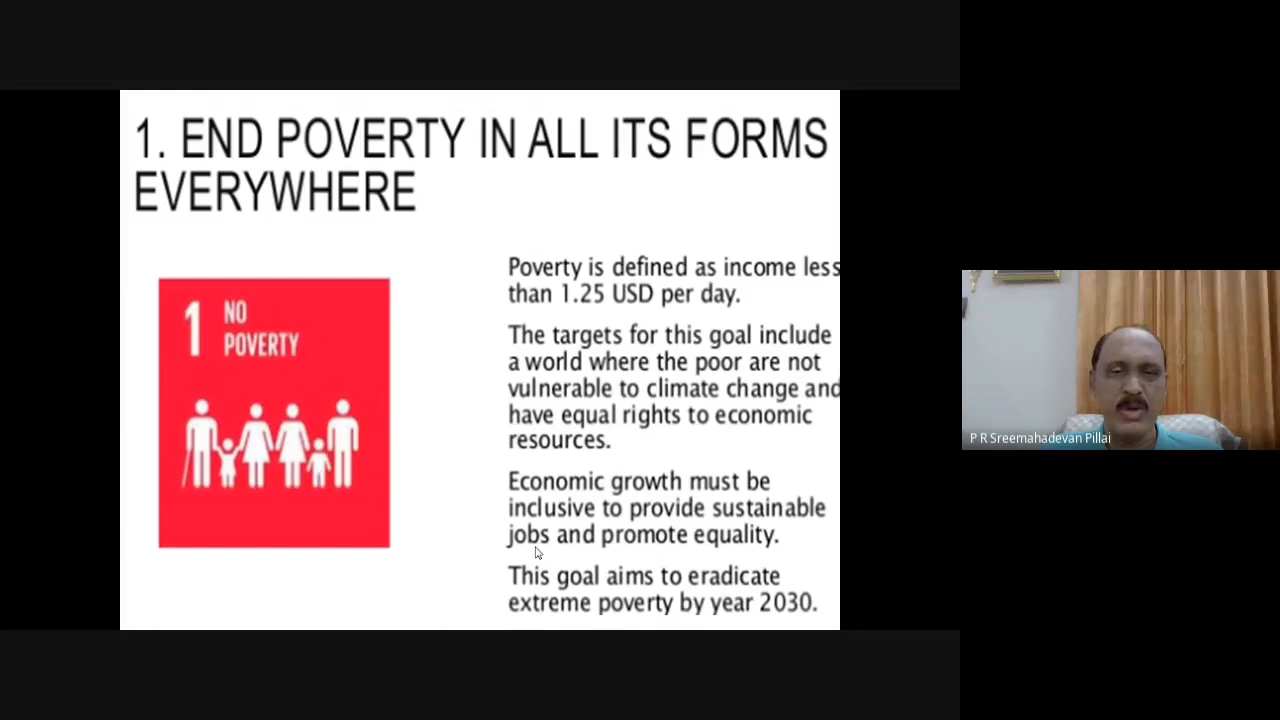 1. END POVERTY IN ALL ITS FORMS
EVERYWHERE
1 NO
POVERTY
Poverty is defined as income less
than 1.25 USD per day.
The targets for this goal include
a world where the poor are not
vulnerable to climate change and
have equal rights to economic
resources.
Economic growth must be
inclusive to provide sustainable
jobs and promote equality.
This goal aims to eradicate
extreme poverty by year 2030.
P R Sreemahadevan Pillai